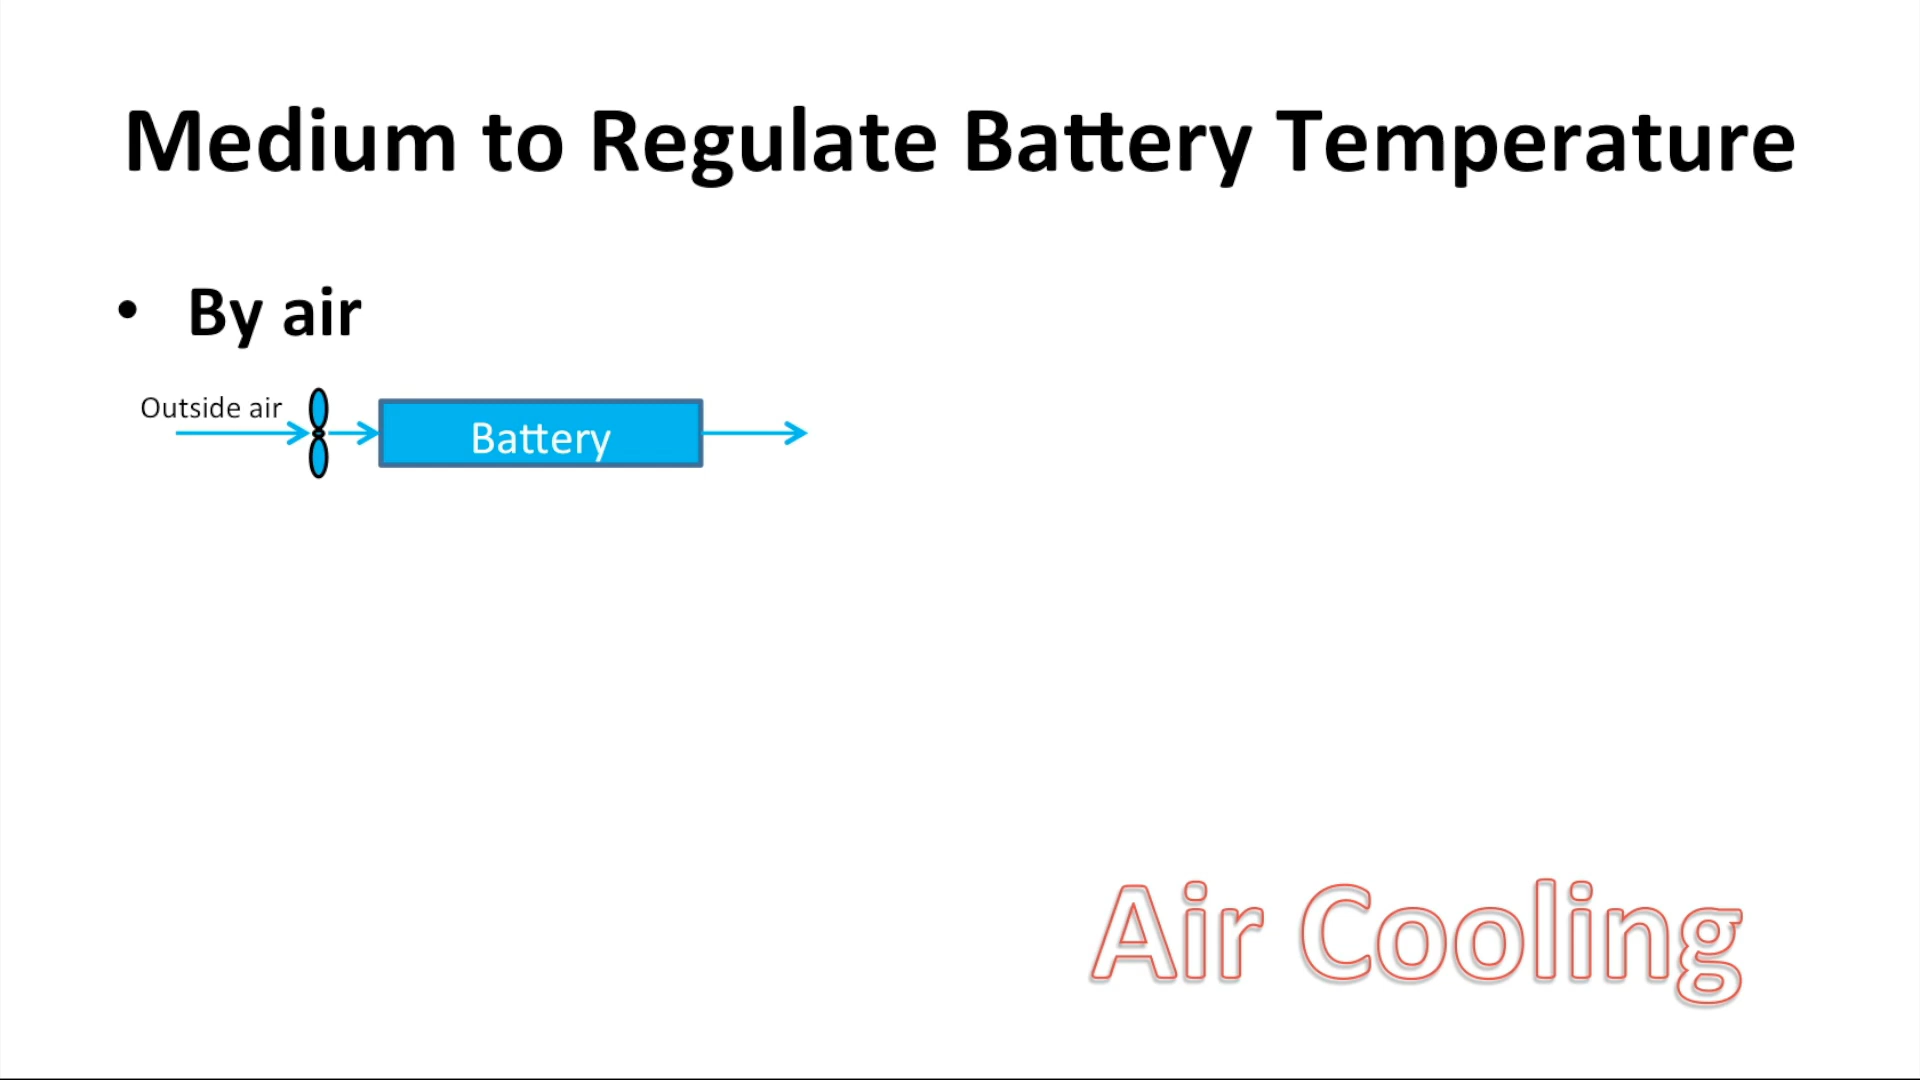 Medium to Regulate Battery Temperature
• By air
Outside air
Battery
Air Cooling